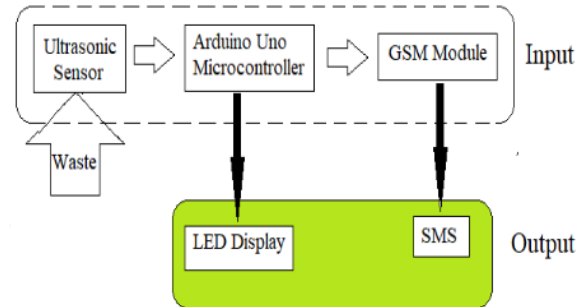 Ultrasonic
Sensor
Arduino Uno
Microcontroller
GSM Module
Input
Waste
LED Display
SMS
Output